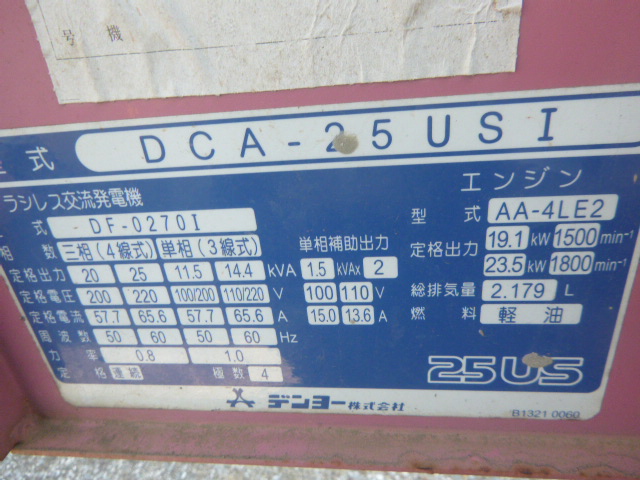 号機
型式 DCA-25USI
ラシレス交流発電機
式 DF-0270I
相数 三相(4線式) 単相(3線式) 単相補助出力
定格出力 20 25 11.5 14.4 kVA 1.5 kVA×2
定格電圧 200 220 100/200 110/220 V 100 110 V
定格電流 57.7 65.6 57.7 65.6 A 15.0 13.6 A
周波数 50 60 50 60 Hz
力率 0.8 1.0
定格 連続 極数 4
エンジン
型式 AA-4LE2
定格出力 19.1 kW 1500 min⁻¹
23.5 kW 1800 min⁻¹
総排気量 2.179 L
燃料 軽油
25US
デンヨー株式会社
B1321 0060